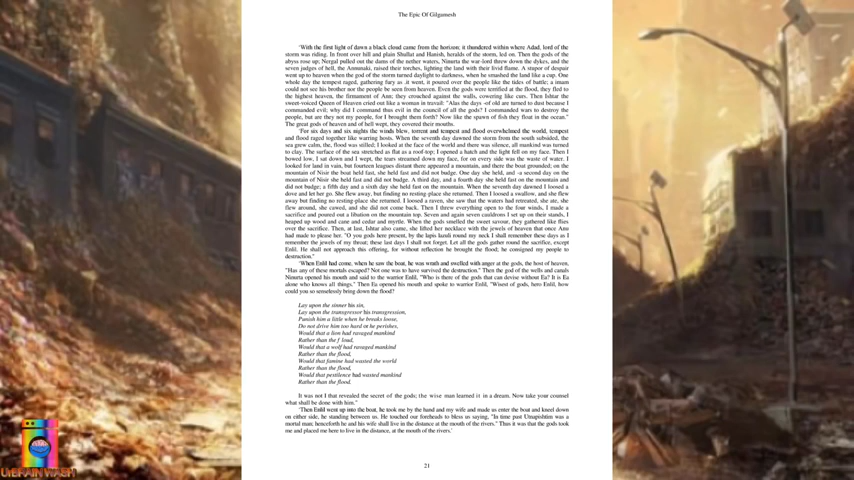 The Epic Of Gilgamesh
'With the first light of dawn a black cloud came from the horizon; it thundered within where Adad, lord of the
storm was riding. In front over hill and plain Shullat and Hanish, heralds of the storm, led on. Then the gods of the
abyss rose up; Nergal pulled out the dams of the nether waters, Ninurta the war-lord threw down the dykes, and the
seven judges of hell, the Annunaki, raised their torches, lighting the land with their livid flame. A stupor of despair
went up to heaven when the god of the storm turned daylight to darkness, when he smashed the land like a cup. One
whole day the tempest raged, gathering fury as .it went, it poured over the people like the tides of battle; a imam
could not see his brother nor the people be seen from heaven. Even the gods were terrified at the flood, they fled to
the highest heaven, the firmament of Ann; they crouched against the walls, cowering like curs. Then Ishtar the
sweet-voiced Queen of Heaven cried out like a woman in travail: "Alas the days -of old are turned to dust because I
commanded evil; why did I command thus evil in the council of all the gods? I commanded wars to destroy the
people, but are they not my people, for I brought them forth? Now like the spawn of fish they float in the ocean."
The great gods of heaven and of hell wept, they covered their mouths.
'For six days and six nights the winds blew, torrent and tempest and flood overwhelmed the world, tempest
and flood raged together like warring hosts. When the seventh day dawned the storm from the south subsided, the
sea grew calm, the, flood was stilled; I looked at the face of the world and there was silence, all mankind was turned
to clay. The surface of the sea stretched as flat as a roof-top; I opened a hatch and the light fell on my face. Then I
bowed low, I sat down and I wept, the tears streamed down my face, for on every side was the waste of water. I
looked for land in vain, but fourteen leagues distant there appeared a mountain, and there the boat grounded; on the
mountain of Nisir the boat held fast, she held fast and did not budge. One day she held, and -a second day on the
mountain of Nisir she held fast and did not budge. A third day, and a fourth day she held fast on the mountain and
did not budge; a fifth day and a sixth day she held fast on the mountain. When the seventh day dawned I loosed a
dove and let her go. She flew away, but finding no resting-place she returned. Then I loosed a swallow, and she flew
away but finding no resting-place she returned. I loosed a raven, she saw that the waters had retreated, she ate, she
flew around, she cawed, and she did not come back. Then I threw everything open to the four winds, I made a
sacrifice and poured out a libation on the mountain top. Seven and again seven cauldrons I set up on their stands, I
heaped up wood and cane and cedar and myrtle. When the gods smelled the sweet savour, they gathered like flies
over the sacrifice. Then, at last, Ishtar also came, she lifted her necklace with the jewels of heaven that once Anu
had made to please her. "O you gods here present, by the lapis lazuli round my neck I shall remember these days as I
remember the jewels of my throat; these last days I shall not forget. Let all the gods gather round the sacrifice, except
Enlil. He shall not approach this offering, for without reflection he brought the flood; he consigned my people to
destruction."
'When Enlil had come, when he saw the boat, he was wrath and swelled with anger at the gods, the host of heaven,
"Has any of these mortals escaped? Not one was to have survived the destruction." Then the god of the wells and canals
Ninurta opened his mouth and said to the warrior Enlil, "Who is there of the gods that can devise without Ea? It is Ea
alone who knows all things." Then Ea opened his mouth and spoke to warrior Enlil, "Wisest of gods, hero Enlil, how
could you so senselessly bring down the flood?
Lay upon the sinner his sin,
Lay upon the transgressor his transgression,
Punish him a little when he breaks loose,
Do not drive him too hard or he perishes,
Would that a lion had ravaged mankind
Rather than the f loud,
Would that a wolf had ravaged mankind
Rather than the flood,
Would that famine had wasted the world
Rather than the flood,
Would that pestilence had wasted mankind
Rather than the flood.
It was not I that revealed the secret of the gods; the wise man learned it in a dream. Now take your counsel
what shall be done with him."
'Then Enlil went up into the boat, he took me by the hand and my wife and made us enter the boat and kneel down
on either side, he standing between us. He touched our foreheads to bless us saying, "In time past Utnapishtim was a
mortal man; henceforth he and his wife shall live in the distance at the mouth of the rivers." Thus it was that the gods took
me and placed me here to live in the distance, at the mouth of the rivers.'
21